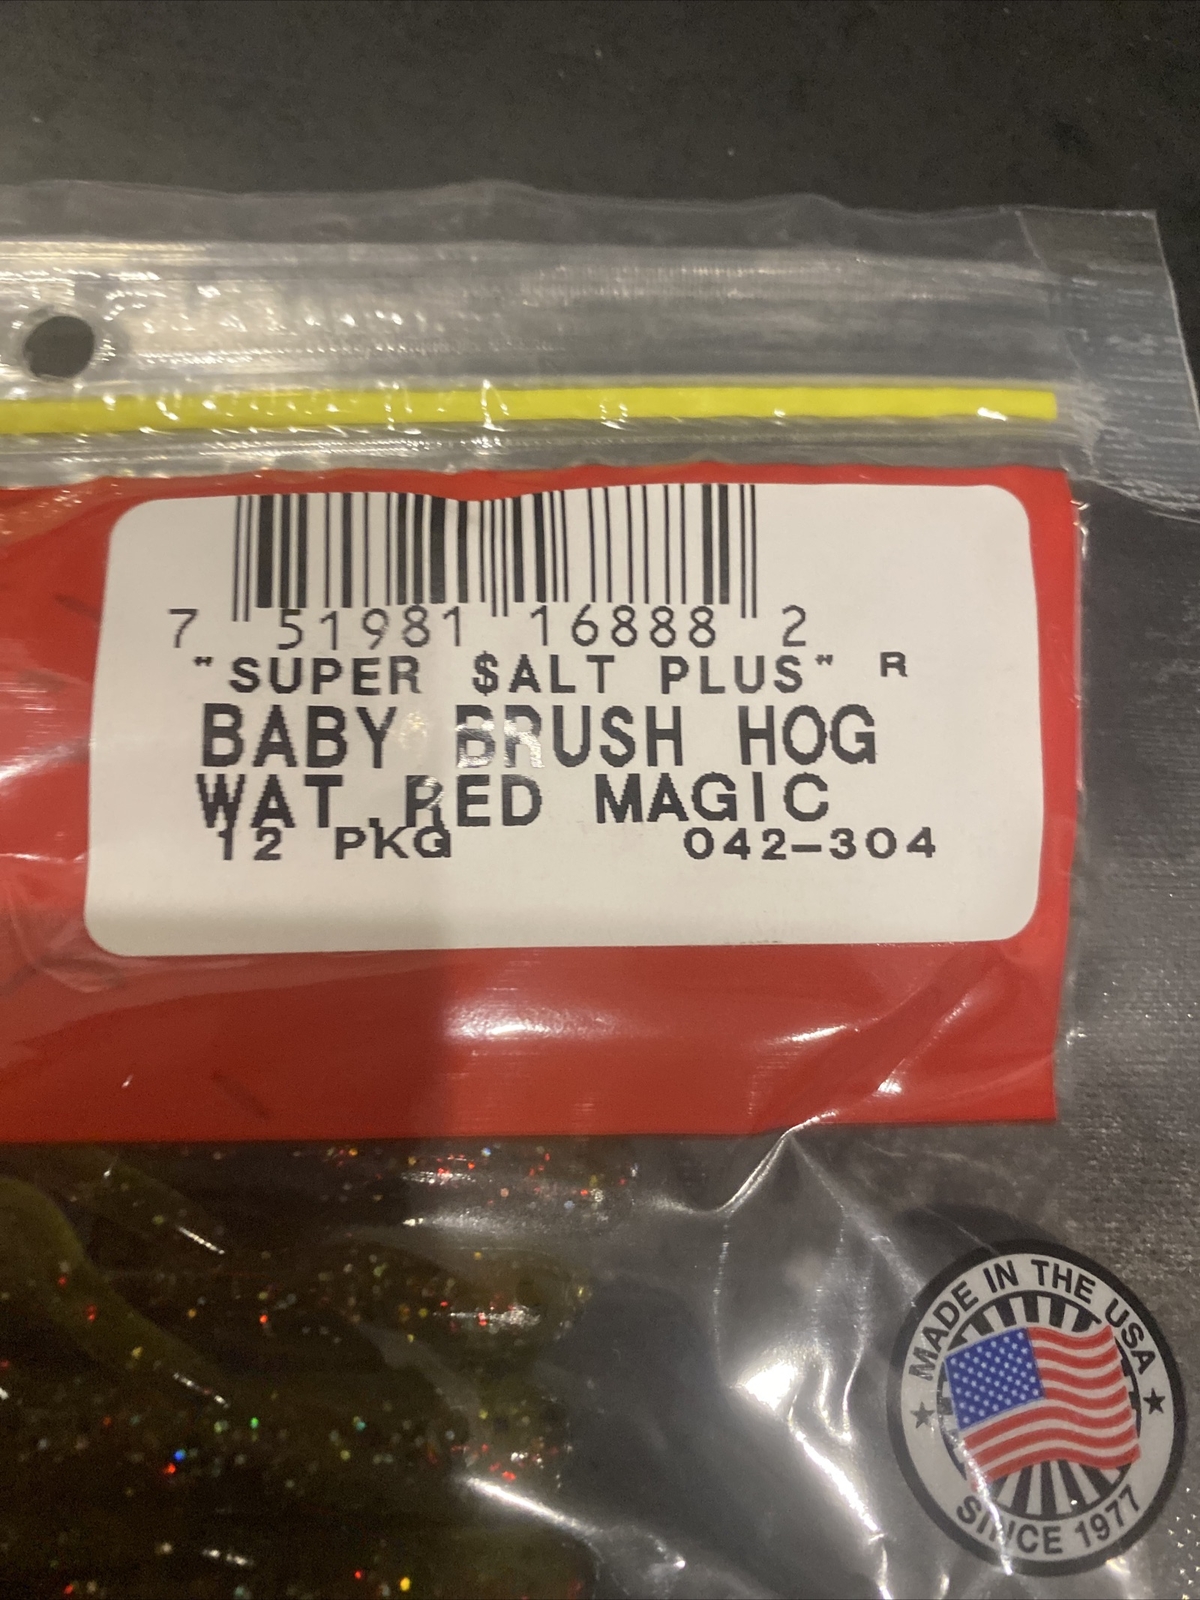 7 51981 16888 2
"SUPER $ALT PLUS" R
BABY BRUSH HOG
WAT.RED MAGIC
12 PKG 042-304
MADE IN THE USA
SINCE 1977